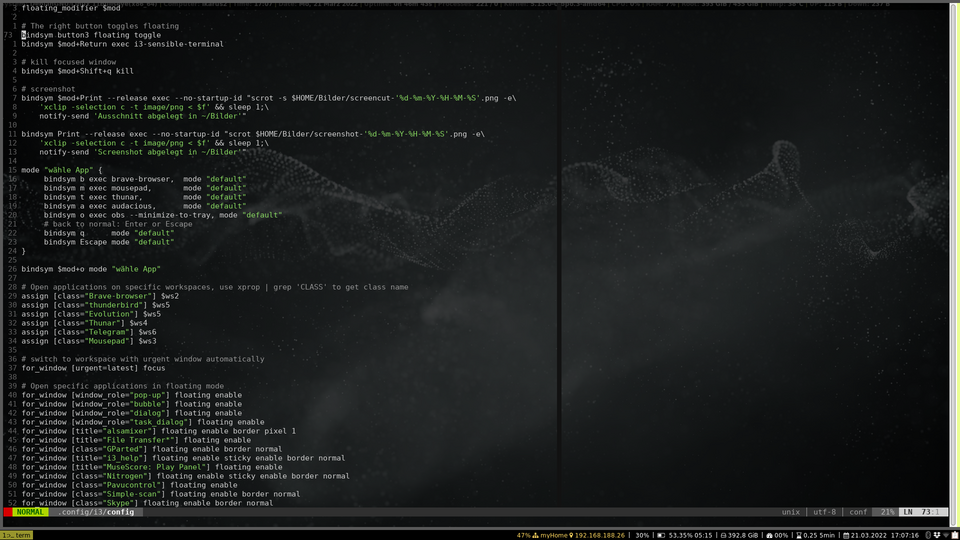 floating_modifier $mod
2
1 # The right button toggles floating
73 bindsym button3 floating toggle
1 bindsym $mod+Return exec i3-sensible-terminal
2
3 # kill focused window
4 bindsym $mod+Shift+q kill
5
6 # screenshot
7 bindsym $mod+Print --release exec --no-startup-id "scrot -s $HOME/Bilder/screencut-'%d-%m-%Y-%H-%M-%S'.png -e\
8 'xclip -selection c -t image/png < $f' && sleep 1;\
9 notify-send 'Ausschnitt abgelegt in ~/Bilder'"
10
11 bindsym Print --release exec --no-startup-id "scrot $HOME/Bilder/screenshot-'%d-%m-%Y-%H-%M-%S'.png -e\
12 'xclip -selection c -t image/png < $f' && sleep 1;\
13 notify-send 'Screenshot abgelegt in ~/Bilder'"
14
15 mode "wähle App" {
16 bindsym b exec brave-browser, mode "default"
17 bindsym m exec mousepad, mode "default"
18 bindsym t exec thunar, mode "default"
19 bindsym a exec audacious, mode "default"
20 bindsym o exec obs --minimize-to-tray, mode "default"
21 # back to normal: Enter or Escape
22 bindsym q mode "default"
23 bindsym Escape mode "default"
24 }
25
26 bindsym $mod+o mode "wähle App"
27
28 # Open applications on specific workspaces, use xprop | grep 'CLASS' to get class name
29 assign [class="Brave-browser"] $ws2
30 assign [class="thunderbird"] $ws5
31 assign [class="Evolution"] $ws5
32 assign [class="Thunar"] $ws4
33 assign [class="Telegram"] $ws6
34 assign [class="Mousepad"] $ws3
35
36 # switch to workspace with urgent window automatically
37 for_window [urgent=latest] focus
38
39 # Open specific applications in floating mode
40 for_window [window_role="pop-up"] floating enable
41 for_window [window_role="bubble"] floating enable
42 for_window [window_role="dialog"] floating enable
43 for_window [window_role="task_dialog"] floating enable
44 for_window [title="alsamixer"] floating enable border pixel 1
45 for_window [title="File Transfer*"] floating enable
46 for_window [class="GParted"] floating enable border normal
47 for_window [title="i3_help"] floating enable sticky enable border normal
48 for_window [title="MuseScore: Play Panel"] floating enable
49 for_window [class="Nitrogen"] floating enable sticky enable border normal
50 for_window [class="Pavucontrol"] floating enable
51 for_window [class="Simple-scan"] floating enable border normal
52 for_window [class="Skype"] floating enable border normal
NORMAL .config/i3/config unix | utf-8 | conf 21% LN 73:1
1: term 47% myHome 192.168.188.26 | 30% | 53.35% 05:15 | 392,8 GiB | 00% | 0.25 5min | 21.03.2022 17:07:16